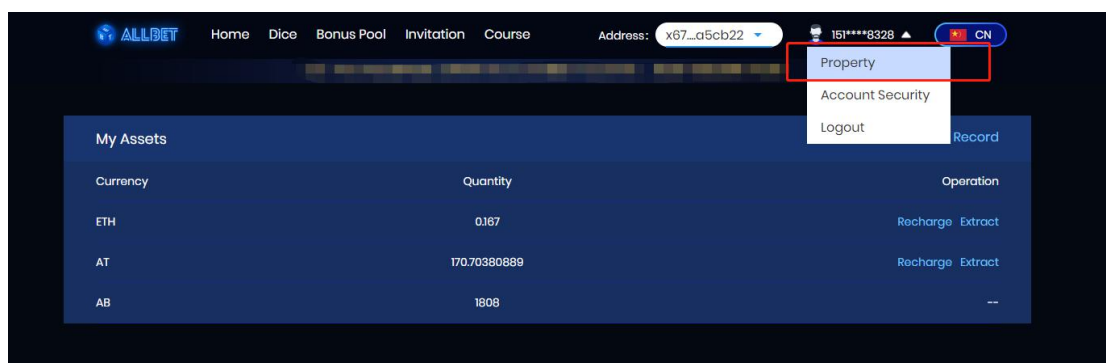 ALLBET Home Dice Bonus Pool Invitation Course Address: x67....a5cb22 151****8328 CN
Property
Account Security
Logout
My Assets Record
Currency Quantity Operation
ETH 0.167 Recharge Extract
AT 170.70380889 Recharge Extract
AB 1808 --